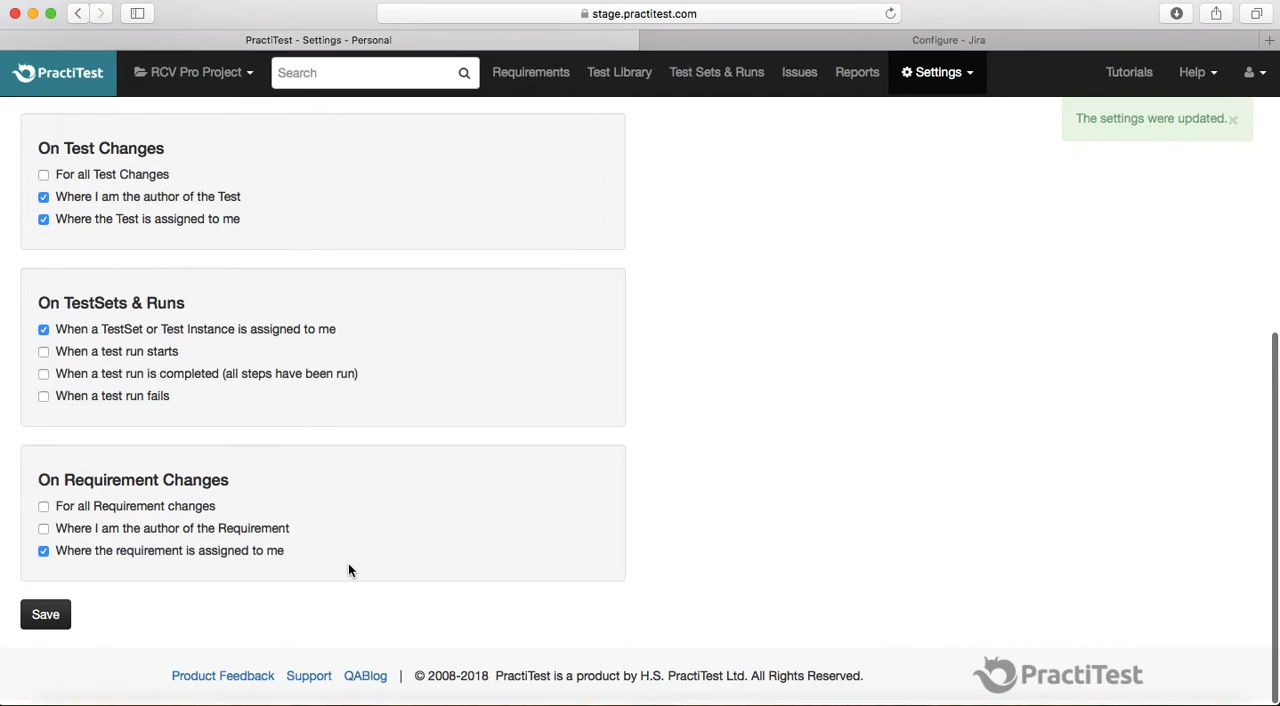 stage.practitest.com
PractiTest - Settings - Personal
Configure - Jira
PractiTest
RCV Pro Project
Search
Requirements
Test Library
Test Sets & Runs
Issues
Reports
Settings
Tutorials
Help
The settings were updated.
On Test Changes
For all Test Changes
Where I am the author of the Test
Where the Test is assigned to me
On TestSets & Runs
When a TestSet or Test Instance is assigned to me
When a test run starts
When a test run is completed (all steps have been run)
When a test run fails
On Requirement Changes
For all Requirement changes
Where I am the author of the Requirement
Where the requirement is assigned to me
Save
Product Feedback Support QABlog | © 2008-2018 PractiTest is a product by H.S. PractiTest Ltd. All Rights Reserved.
PractiTest